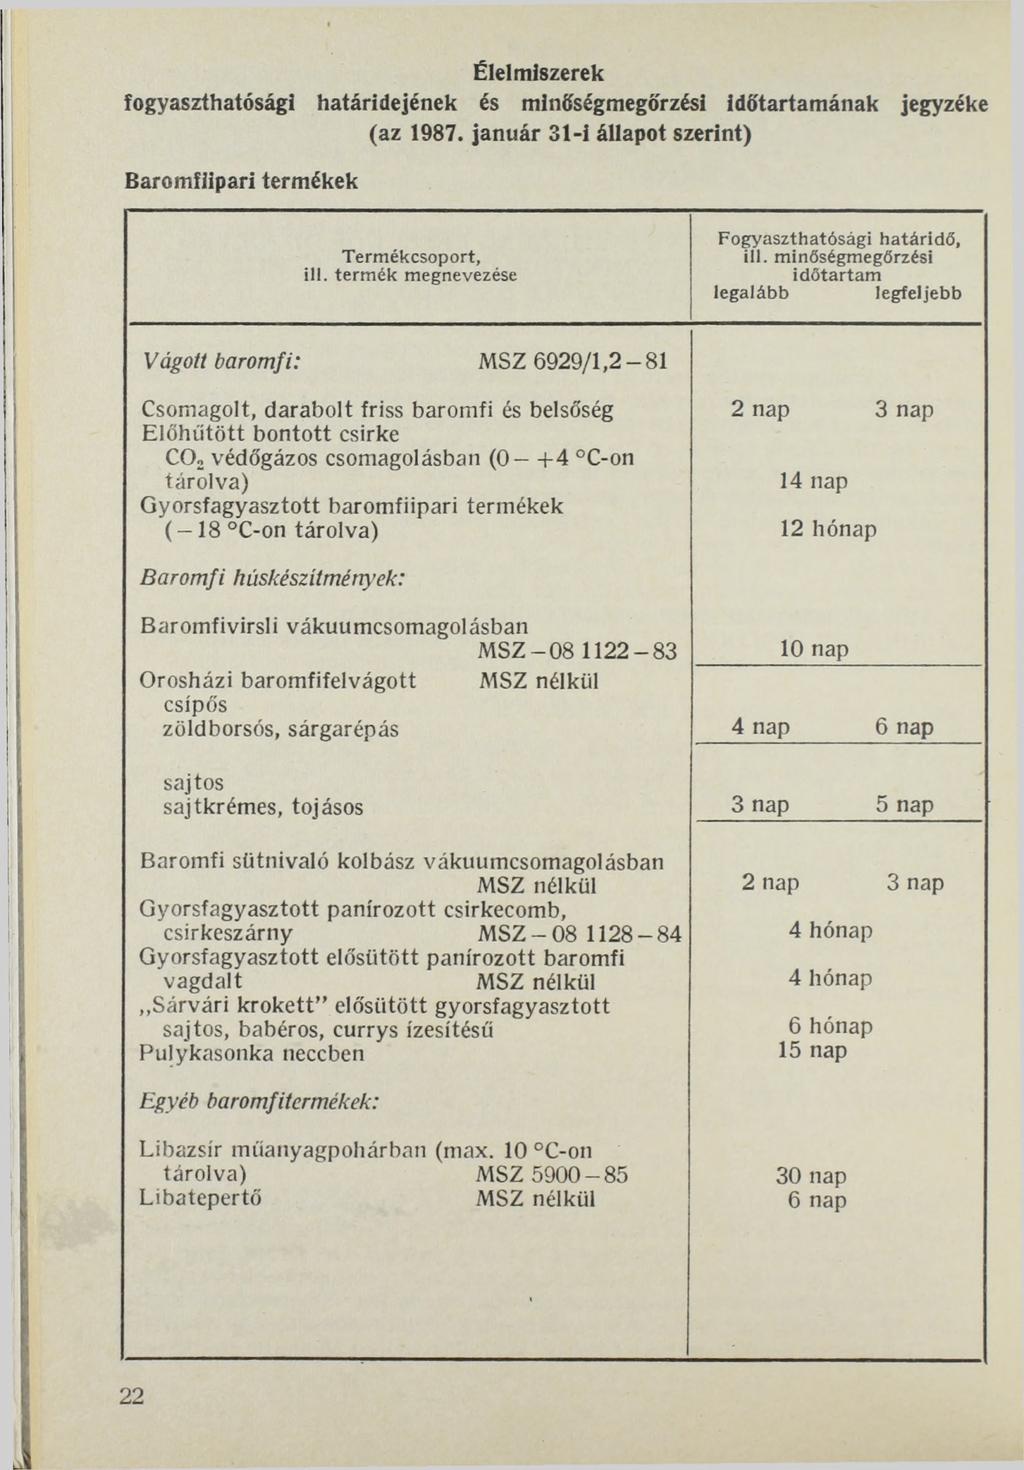 Élelmiszerek
fogyaszthatósági határidejének és minőségmegőrzési időtartamának jegyzéke
(az 1987. január 31-i állapot szerint)
Baromfiipari termékek
Termékcsoport,
ill. termék megnevezése
Fogyaszthatósági határidő,
ill. minőségmegőrzési
időtartam
legalább legfeljebb
Vágott baromfi: MSZ 6929/1,2–81
Csomagolt, darabolt friss baromfi és belsőség 2 nap 3 nap
Előhűtött bontott csirke
CO₂ védőgázos csomagolásban (0– +4 °C-on
tárolva) 14 nap
Gyorsfagyasztott baromfiipari termékek
(–18 °C-on tárolva) 12 hónap
Baromfi húskészítmények:
Baromfivirsli vákuumcsomagolásban
MSZ–08 1122–83 10 nap
Orosházi baromfifelvágott MSZ nélkül
csípős
zöldborsós, sárgarépás 4 nap 6 nap
sajtos
sajtkrémes, tojásos 3 nap 5 nap
Baromfi sütnivaló kolbász vákuumcsomagolásban
MSZ nélkül 2 nap 3 nap
Gyorsfagyasztott panírozott csirkecomb,
csirkeszárny MSZ–08 1128–84 4 hónap
Gyorsfagyasztott elősütött panírozott baromfi
vagdalt MSZ nélkül 4 hónap
„Sárvári krokett” elősütött gyorsfagyasztott
sajtos, babéros, currys ízesítésű 6 hónap
Pulykasonka neccben 15 nap
Egyéb baromfitermékek:
Libazsír műanyagpohárban (max. 10 °C-on
tárolva) MSZ 5900–85 30 nap
Libatepertő MSZ nélkül 6 nap
22